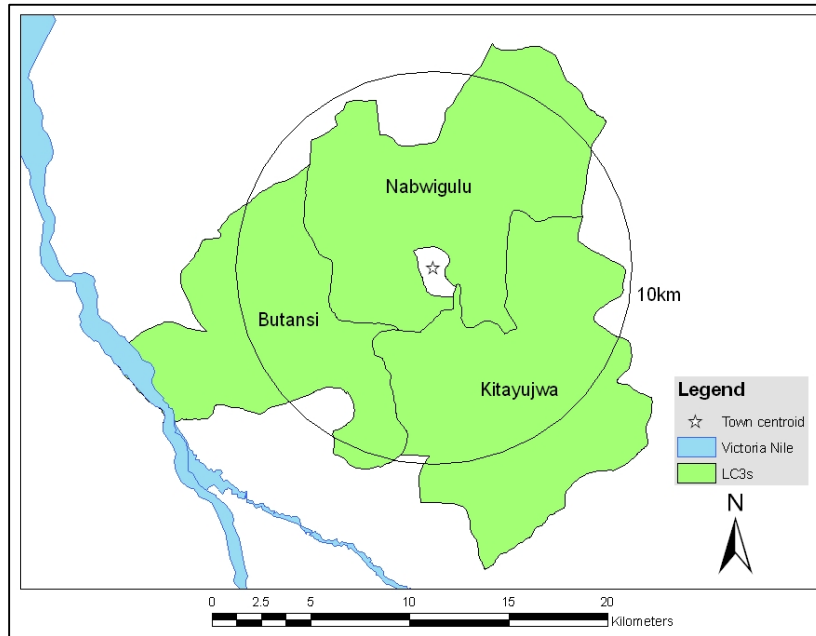 Nabwigulu
10km
Butansi
Kitayujwa
Legend
Town centroid
Victoria Nile
LC3s
N
0 2.5 5 10 15 20
Kilometers